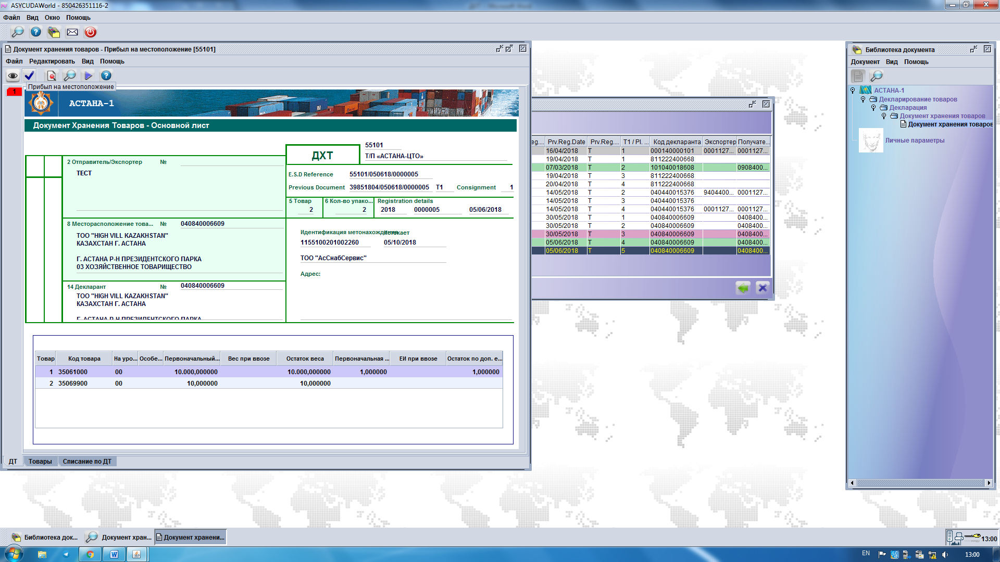 ASYCUDAWorld - 850426351116-2
Файл Вид Окно Помощь
Документ хранения товаров - Прибыл на местоположение [55101]
Файл Редактировать Вид Помощь
Прибыл на местоположение
1
АСТАНА-1
Документ Хранения Товаров - Основной лист
ДХТ
55101
Т/П «АСТАНА-ЦТО»
2 Отправитель/Экспортер №
ТЕСТ
E.S.D Reference 55101/050618/0000005
Previous Document 39851804/050618/0000005 T1 Consignment 1
5 Товар 6 Кол-во упако... Registration details
2 2 2018 0000005 05/06/2018
8 Месторасположение това... № 040840006609
ТОО "HIGH VILL KAZAKHSTAN"
КАЗАХСТАН Г. АСТАНА
Г. АСТАНА Р-Н ПРЕЗИДЕНТСКОГО ПАРКА
03 ХОЗЯЙСТВЕННОЕ ТОВАРИЩЕСТВО
Идентификация метонахождения
1155100201002260 05/10/2018
ТОО "АсСнабСервис"
Адрес:
14 Декларант № 040840006609
ТОО "HIGH VILL KAZAKHSTAN"
КАЗАХСТАН Г. АСТАНА
Г. АСТАНА Р-Н ПРЕЗИДЕНТСКОГО ПАРКА
Товар Код товара На уро... Особе... Первоначальный... Вес при ввозе Остаток веса Первоначальная ... ЕИ при ввозе Остаток по доп. е...
1 35061000 00 10.000,000000 10.000,000000 1,000000 1,000000
2 35069900 00 10,000000 10,000000
ДТ Товары Списание по ДТ
eg.... Prv.Reg.Date Prv.Reg.... T1 / Pl. ... Код декларанта Экспортер Получате...
16/04/2018 T 1 000140000101 0001127... 0001127...
19/04/2018 T 1 811222400668
07/03/2018 T 2 101040018608 0908400...
19/04/2018 T 3 811222400668
20/04/2018 T 4 811222400668
14/05/2018 T 2 040440015376 9404400... 0001127...
14/05/2018 T 3 040440015376
14/05/2018 T 4 040440015376 0001127... 0001127...
30/05/2018 T 1 040840006609 0408400...
30/05/2018 T 2 040840006609 0408400...
30/05/2018 T 3 040840006609 0408400...
05/06/2018 T 4 040840006609 0408400...
05/06/2018 T 5 040840006609 0408400...
Библиотека документа
Документ Вид Помощь
АСТАНА-1
Декларирование товаров
Декларация
Документ хранения товаров
Документ хранения товаров
Личные параметры
Библиотека док... Документ хран... Документ хранени... 13:00
EN 13:00